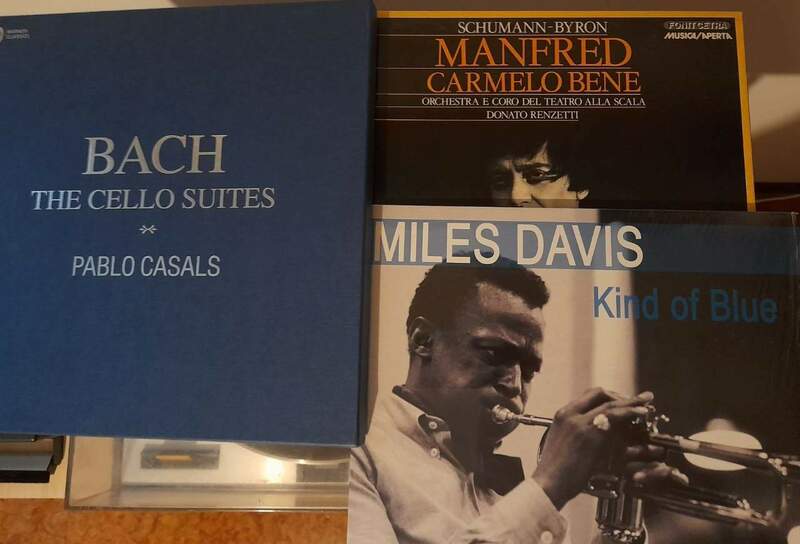 BACH
THE CELLO SUITES
PABLO CASALS
SCHUMANN-BYRON
MANFRED
CARMELO BENE
ORCHESTRA E CORO DEL TEATRO ALLA SCALA
DONATO RENZETTI
FONIT CETRA
MUSICA/APERTA
MILES DAVIS
Kind of Blue